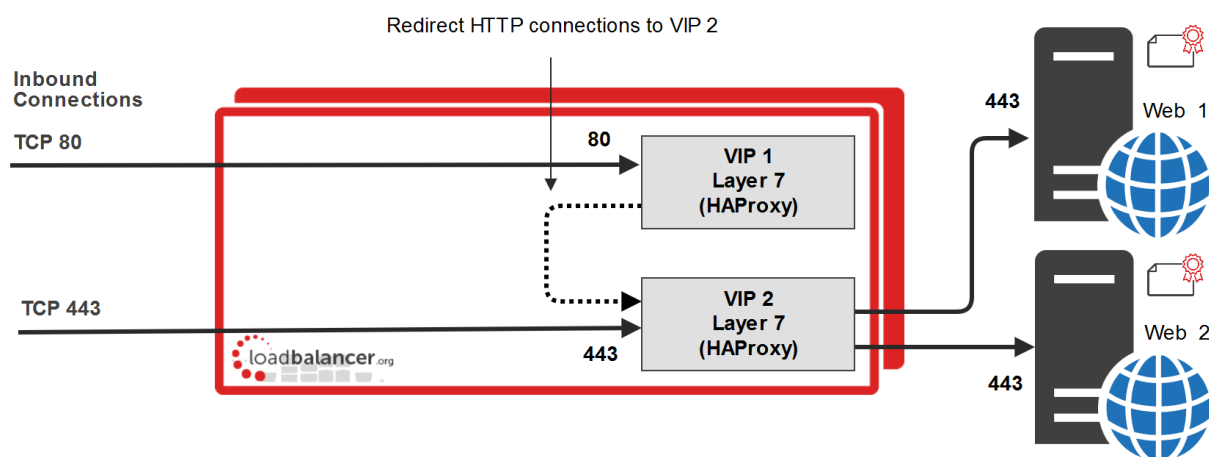 Redirect HTTP connections to VIP 2
Inbound
Connections
TCP 80
80
VIP 1
Layer 7
(HAProxy)
443
Web 1
TCP 443
443
VIP 2
Layer 7
(HAProxy)
443
Web 2
loadbalancer.org